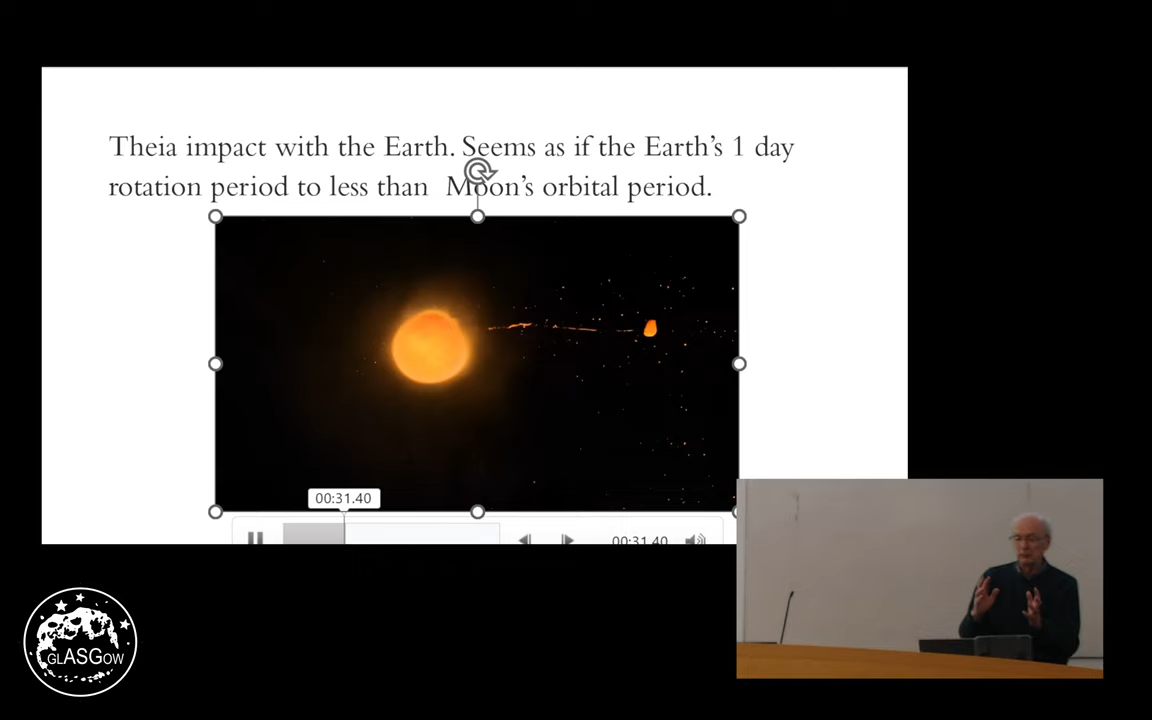 Theia impact with the Earth. Seems as if the Earth's 1 day
rotation period to less than Moon's orbital period.
00:31.40
00:31.40
GLASGOW